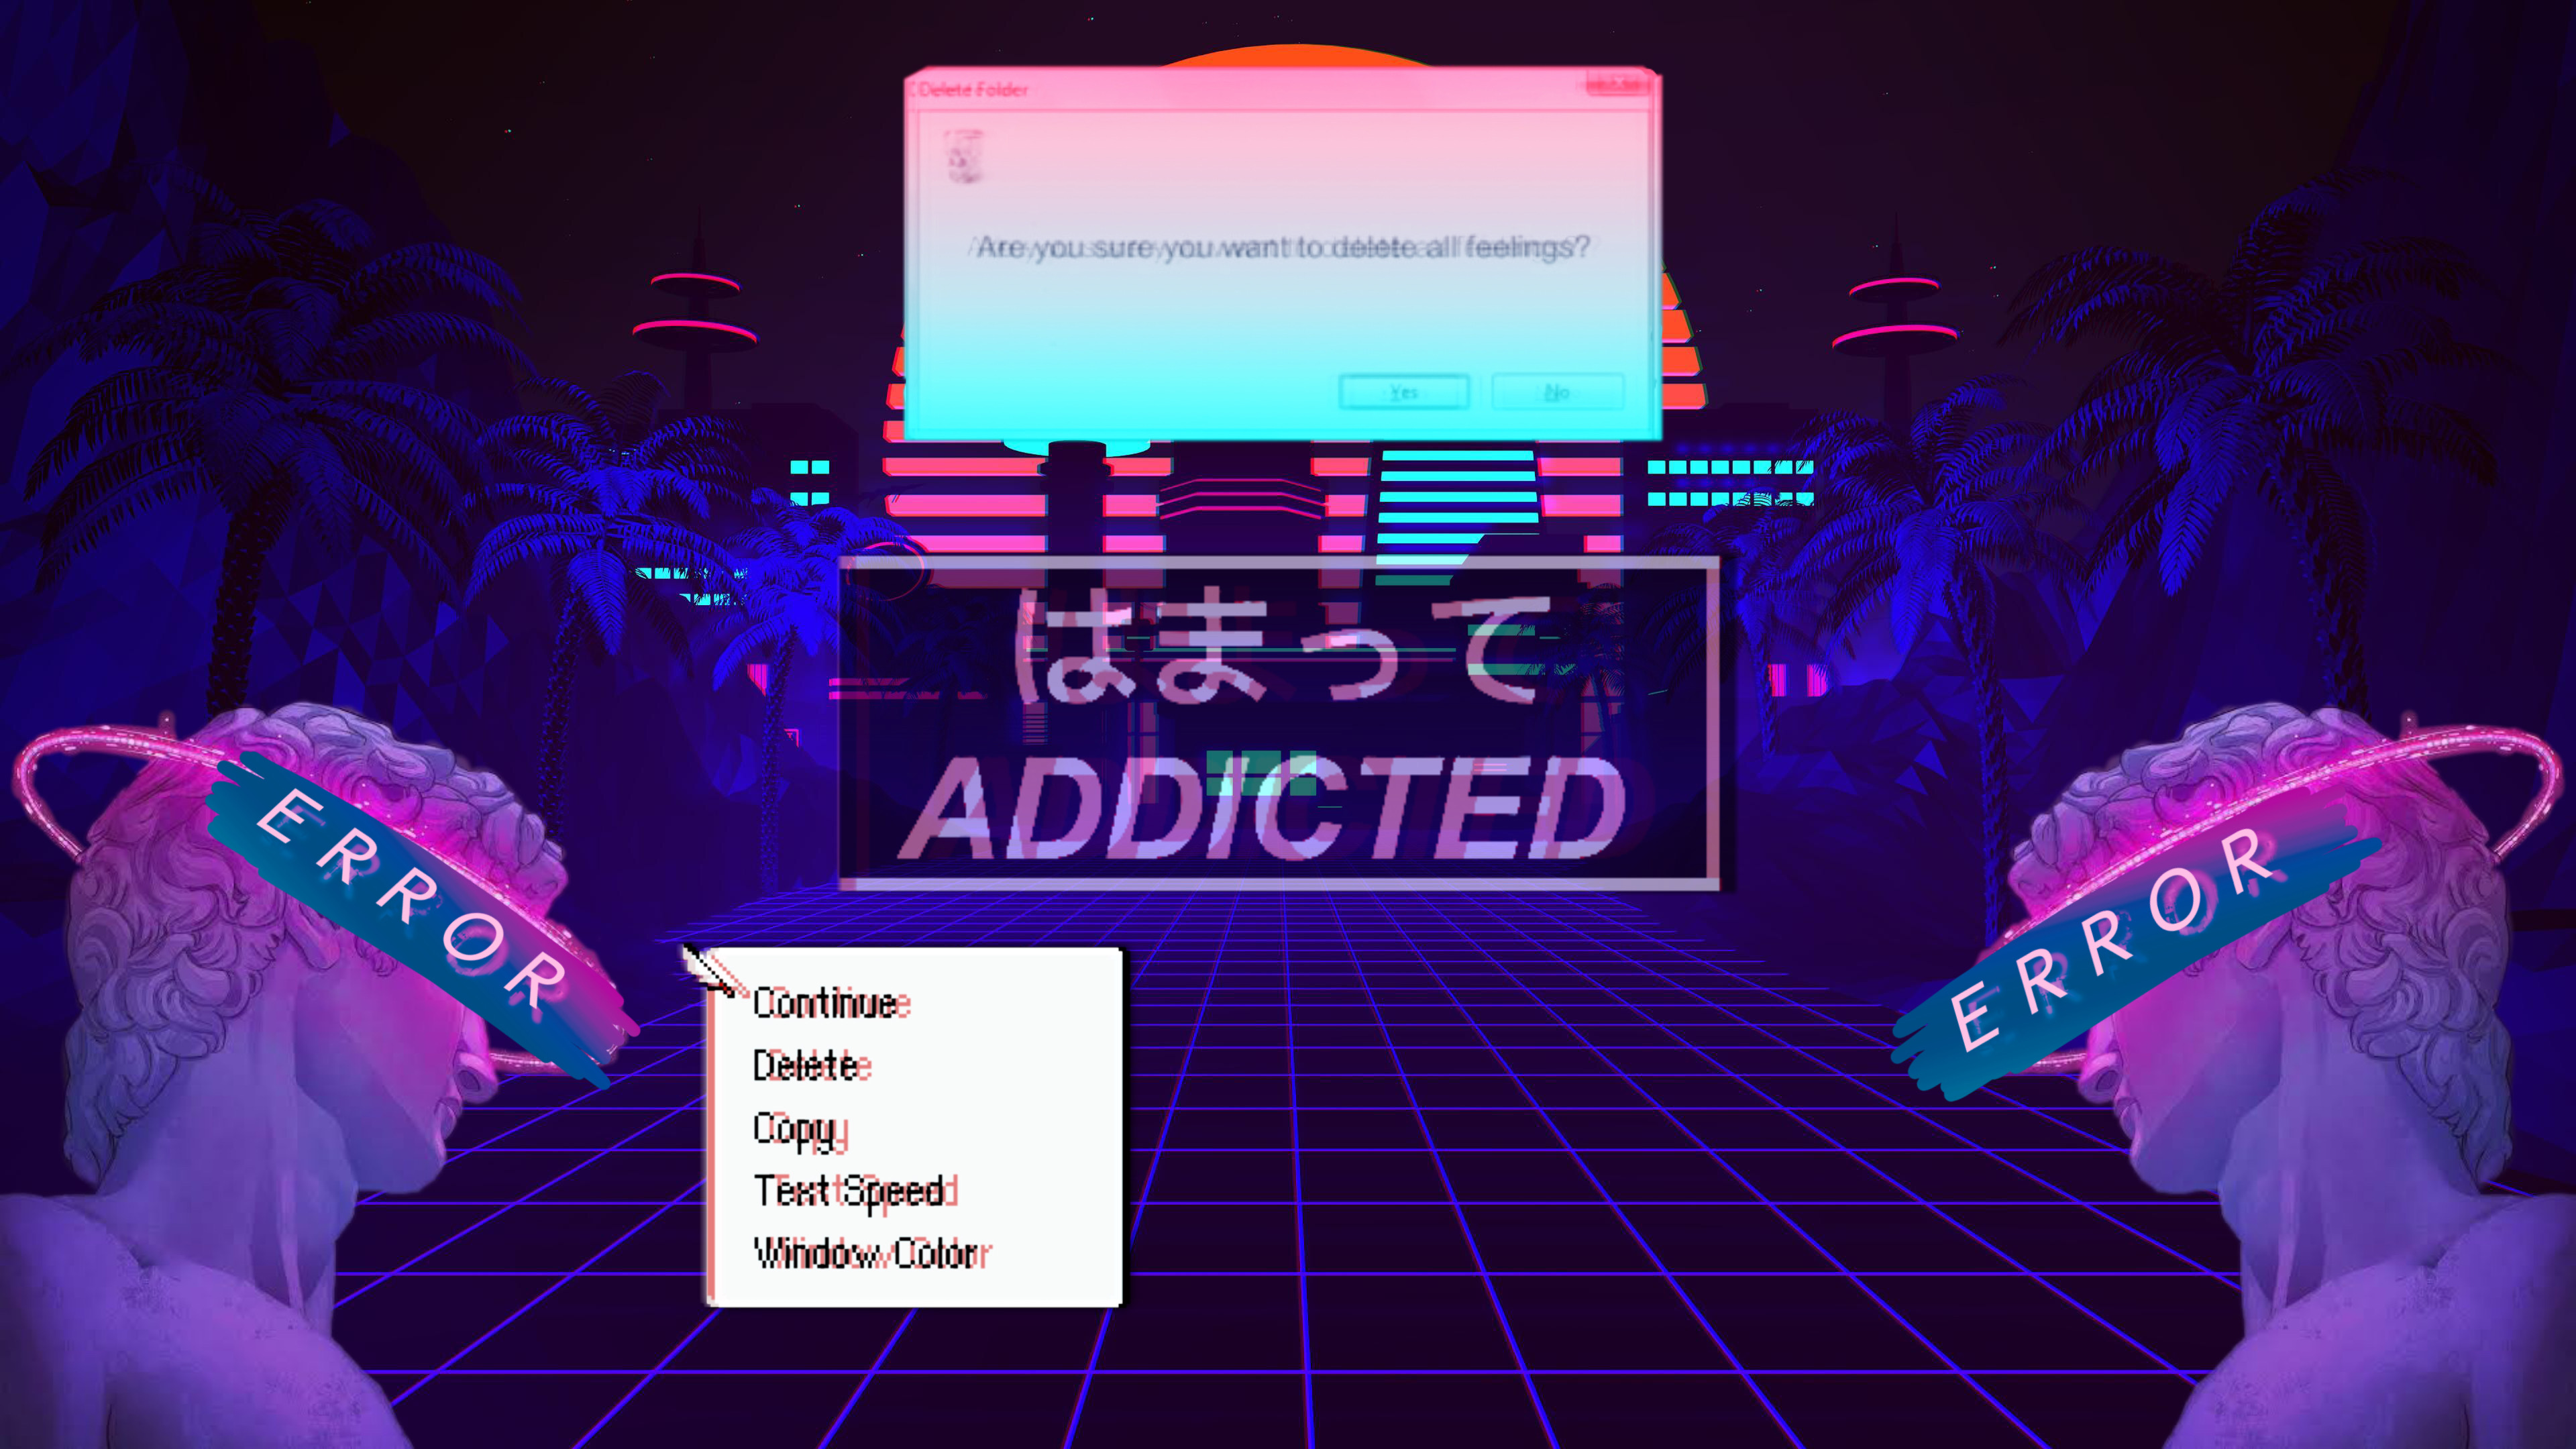 Delete Folder
Are you sure you want to delete all feelings?
Yes No
はまって
ADDICTED
ERROR
ERROR
Continue
Delete
Copy
Text Speed
Window Color